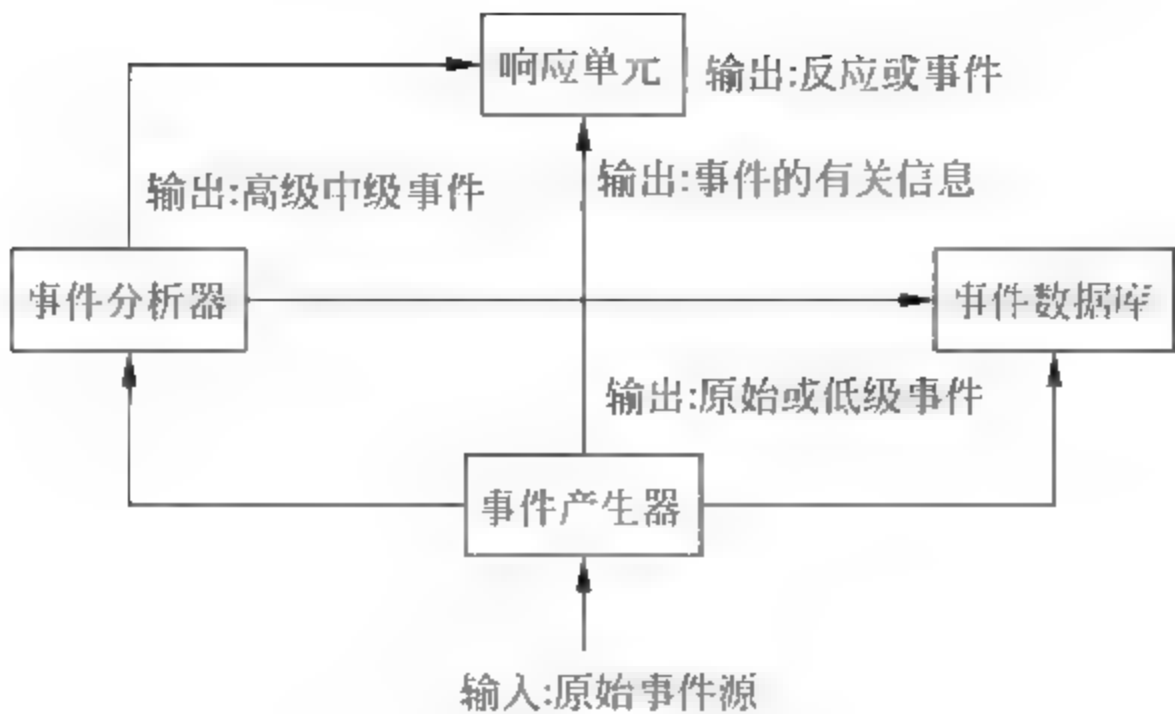 响应单元
输出:反应或事件
输出:高级中级事件
输出:事件的有关信息
事件分析器
事件数据库
输出:原始或低级事件
事件产生器
输入:原始事件源